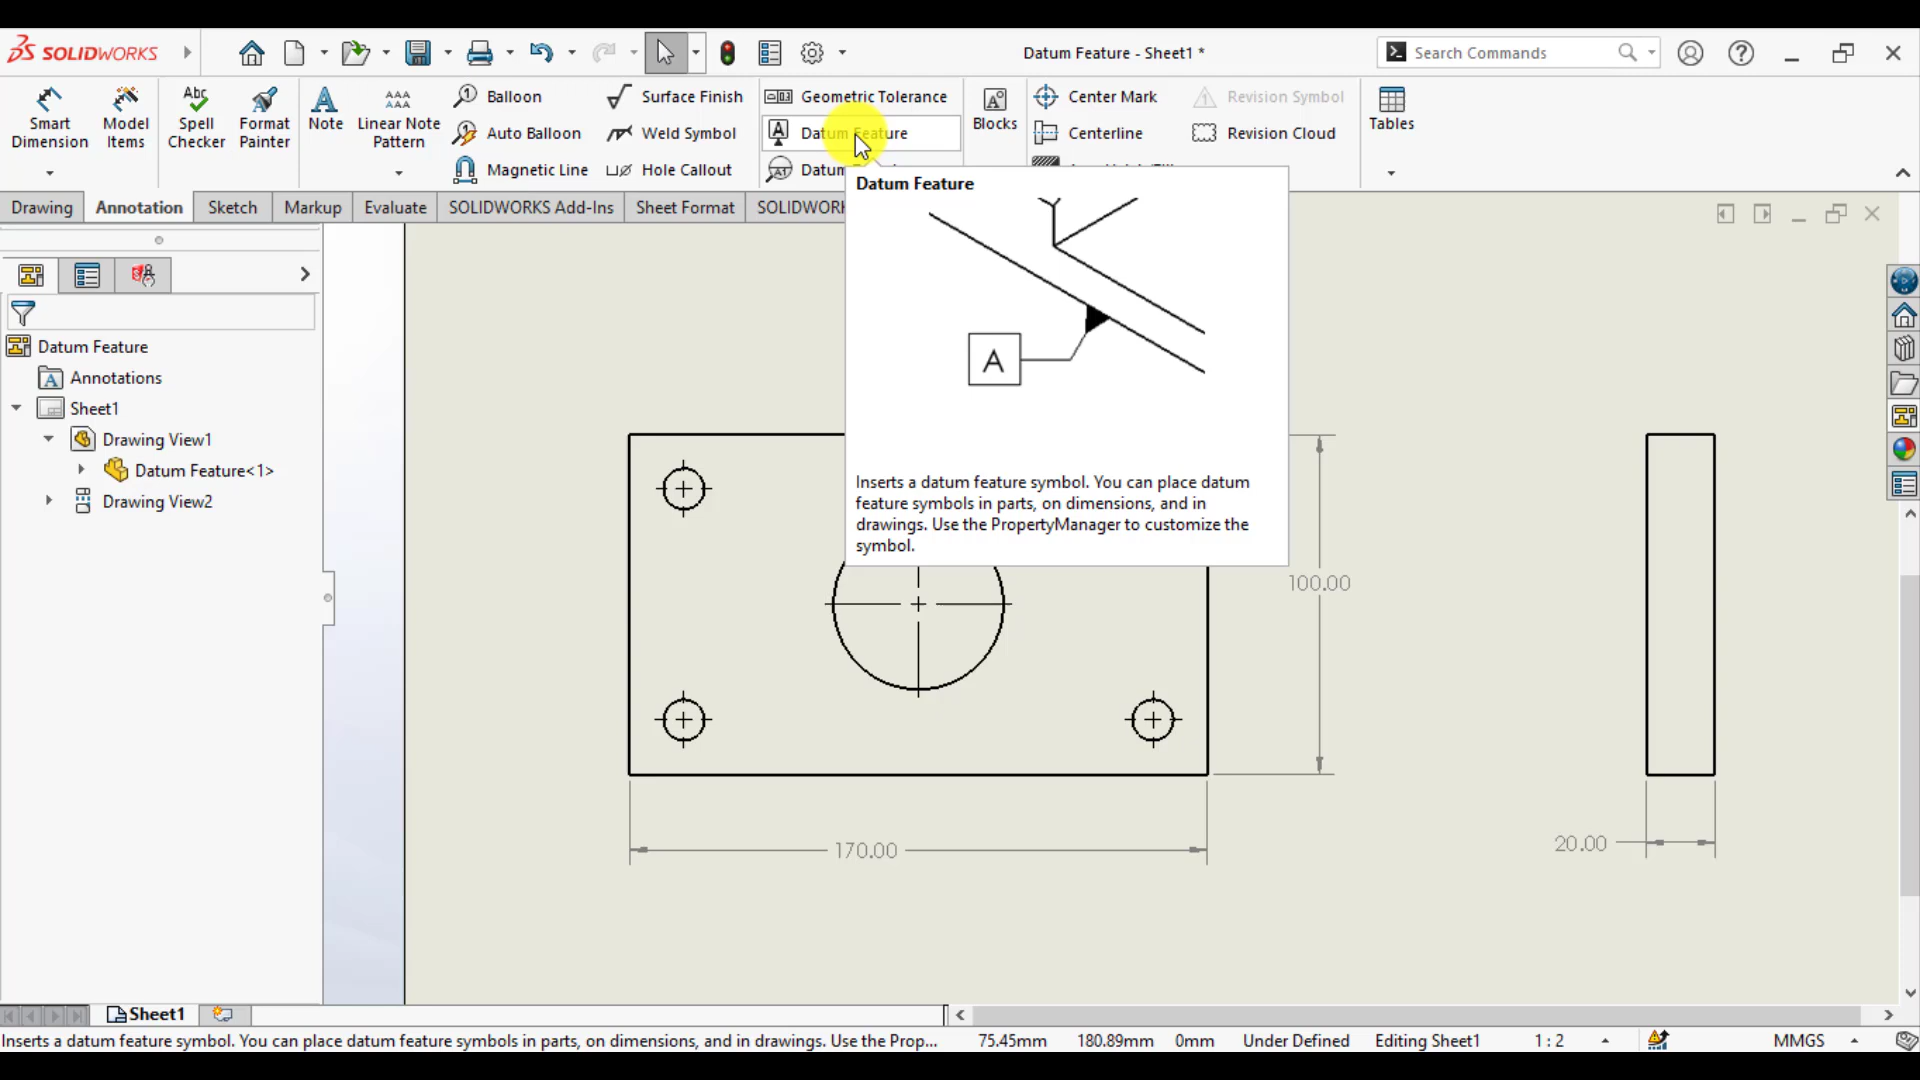 SOLIDWORKS
Datum Feature - Sheet1 *
Search Commands
Smart Dimension
Model Items
Abc
Spell Checker
Format Painter
Note
Linear Note Pattern
Balloon
Auto Balloon
Magnetic Line
Surface Finish
Weld Symbol
Hole Callout
Geometric Tolerance
Datum Feature
Datum
Blocks
Center Mark
Centerline
Revision Symbol
Revision Cloud
Tables
Drawing
Annotation
Sketch
Markup
Evaluate
SOLIDWORKS Add-Ins
Sheet Format
Datum Feature
A
Inserts a datum feature symbol. You can place datum
feature symbols in parts, on dimensions, and in
drawings. Use the PropertyManager to customize the
symbol.
Datum Feature
Annotations
Sheet1
Drawing View1
Datum Feature<1>
Drawing View2
100.00
170.00
20.00
Sheet1
Inserts a datum feature symbol. You can place datum feature symbols in parts, on dimensions, and in drawings. Use the Prop...
75.45mm
180.89mm
0mm
Under Defined
Editing Sheet1
1 : 2
MMGS